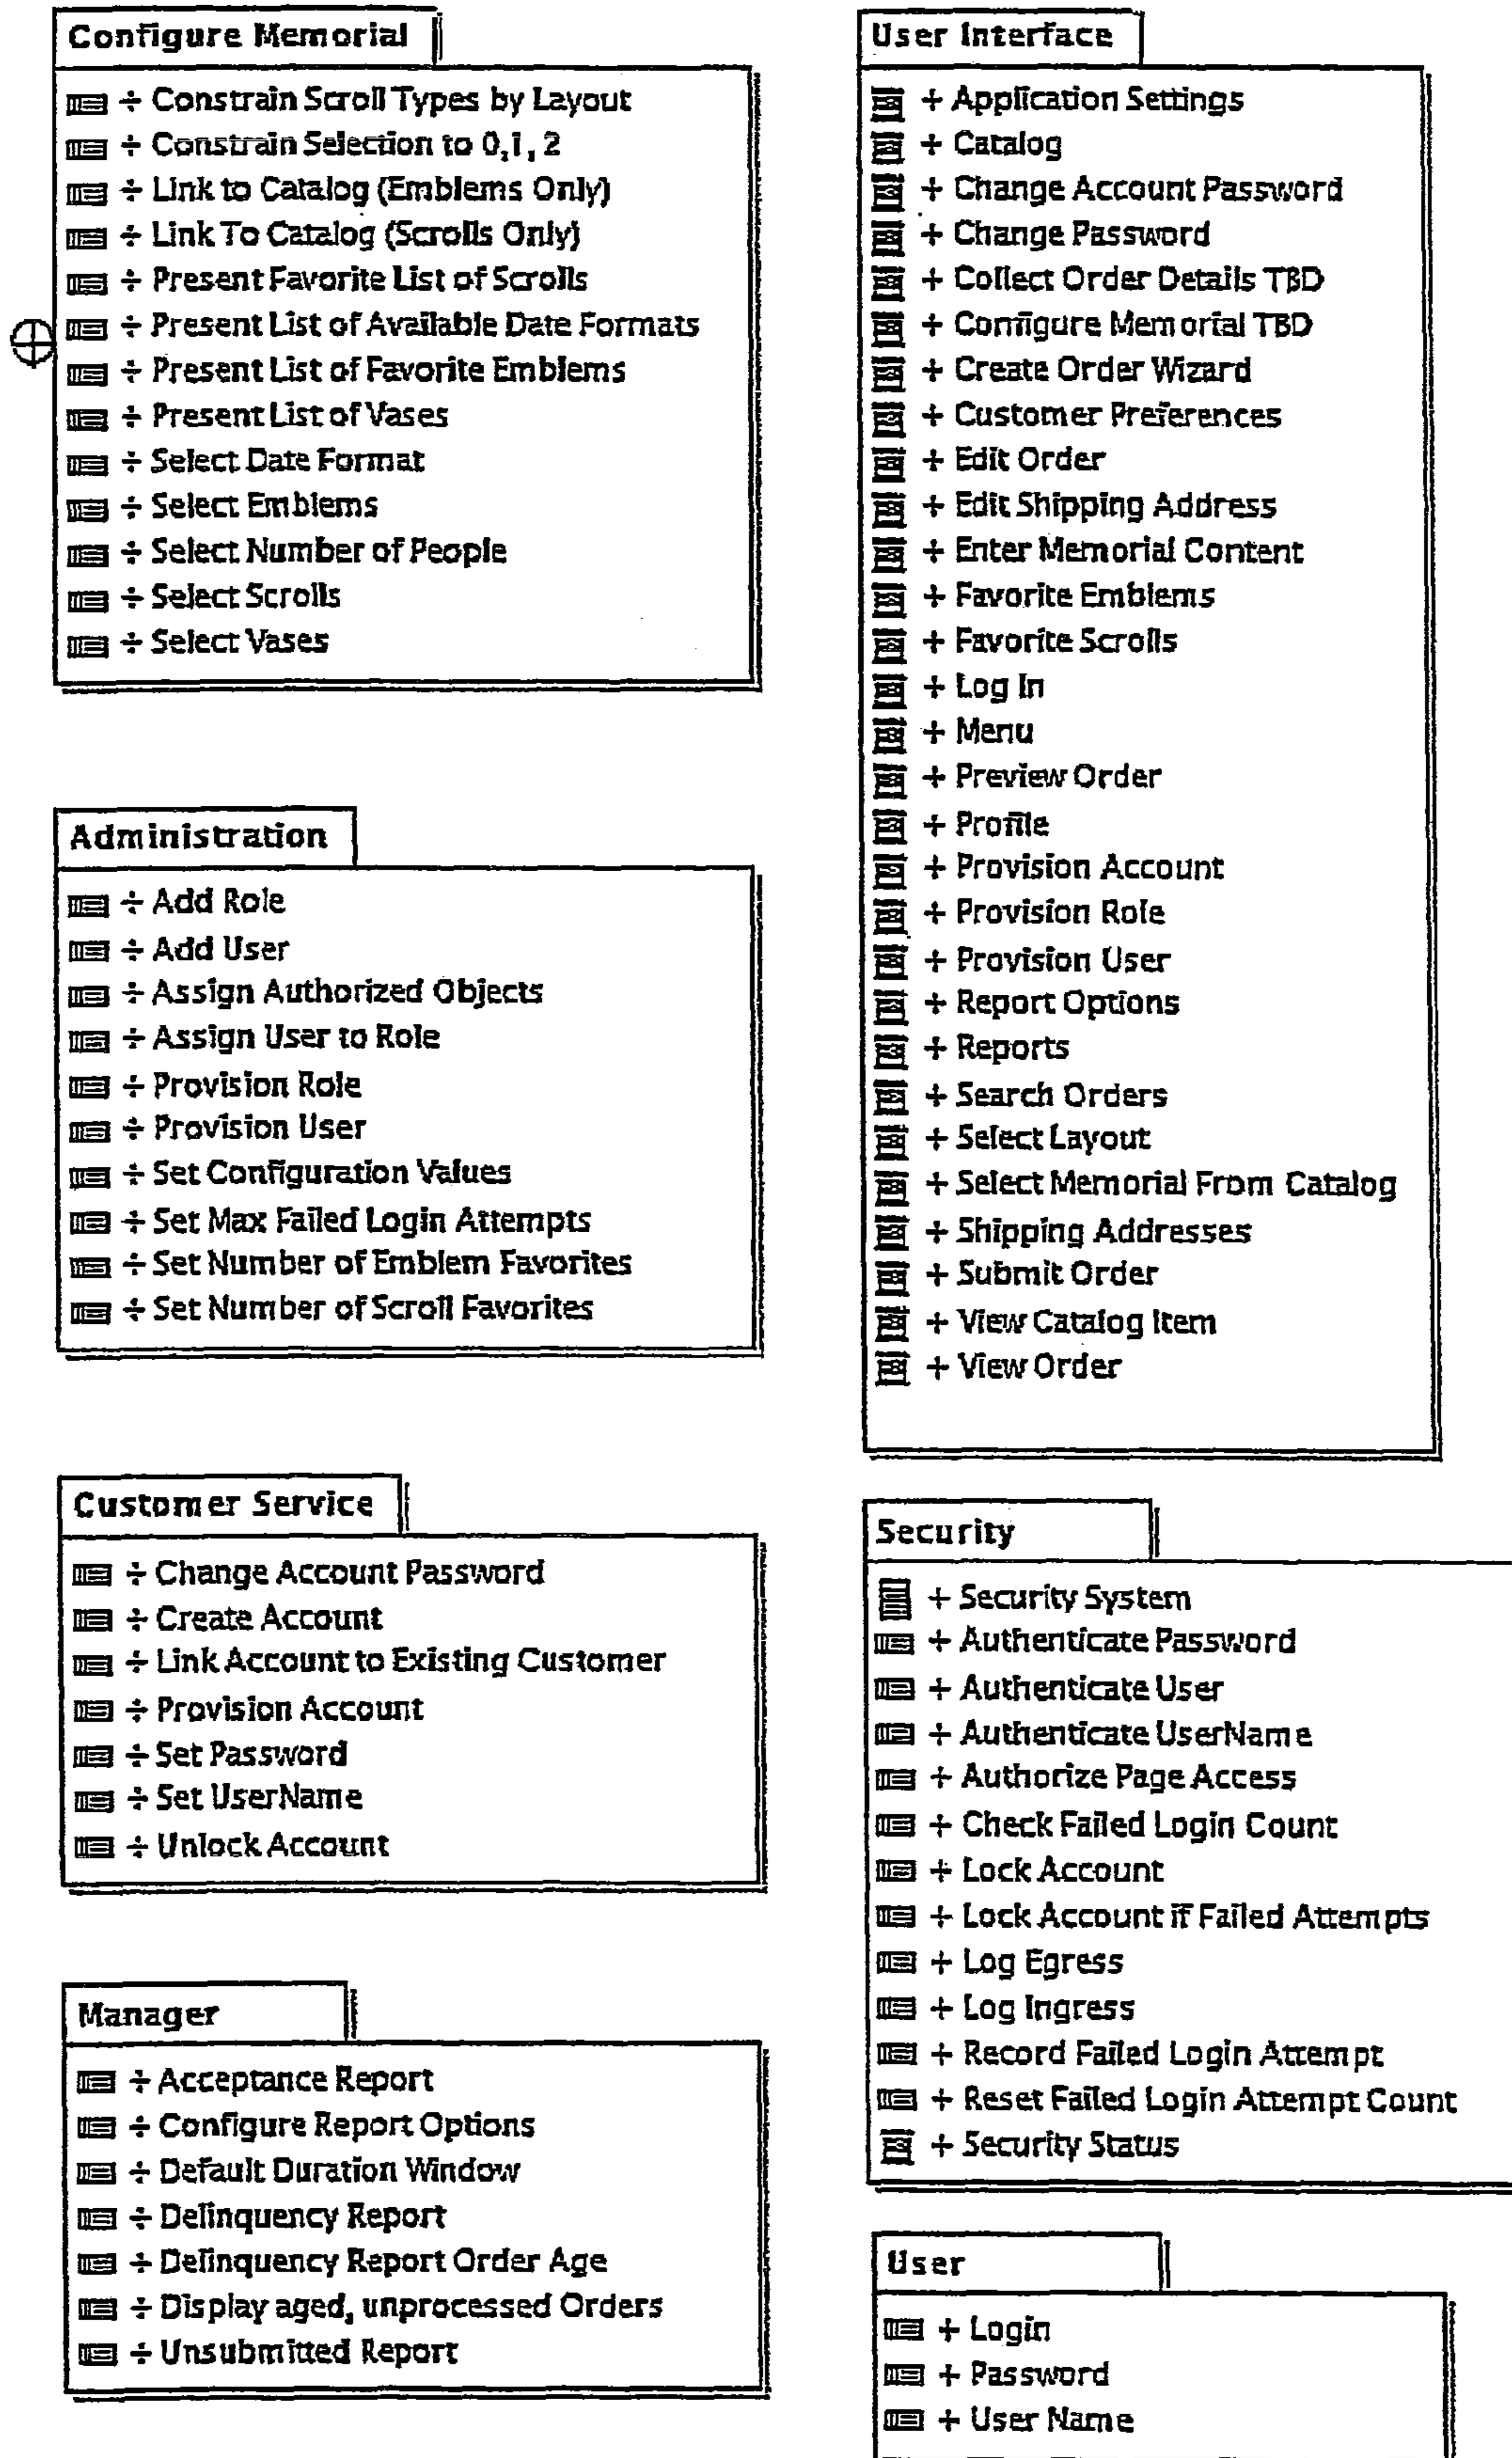 Configure Memorial
÷ Constrain Scroll Types by Layout
÷ Constrain Selection to 0,1, 2
÷ Link to Catalog (Emblems Only)
÷ Link To Catalog (Scrolls Only)
÷ Present Favorite List of Scrolls
÷ Present List of Available Date Formats
÷ Present List of Favorite Emblems
÷ Present List of Vases
÷ Select Date Format
÷ Select Emblems
÷ Select Number of People
÷ Select Scrolls
÷ Select Vases
Administration
÷ Add Role
÷ Add User
÷ Assign Authorized Objects
÷ Assign User to Role
÷ Provision Role
÷ Provision User
÷ Set Configuration Values
÷ Set Max Failed Login Attempts
÷ Set Number of Emblem Favorites
÷ Set Number of Scroll Favorites
Customer Service
÷ Change Account Password
÷ Create Account
÷ Link Account to Existing Customer
÷ Provision Account
÷ Set Password
÷ Set UserName
÷ Unlock Account
Manager
÷ Acceptance Report
÷ Configure Report Options
÷ Default Duration Window
÷ Delinquency Report
÷ Delinquency Report Order Age
÷ Display aged, unprocessed Orders
÷ Unsubmitted Report
User Interface
+ Application Settings
+ Catalog
+ Change Account Password
+ Change Password
+ Collect Order Details TBD
+ Configure Memorial TBD
+ Create Order Wizard
+ Customer Preferences
+ Edit Order
+ Edit Shipping Address
+ Enter Memorial Content
+ Favorite Emblems
+ Favorite Scrolls
+ Log In
+ Menu
+ Preview Order
+ Profile
+ Provision Account
+ Provision Role
+ Provision User
+ Report Options
+ Reports
+ Search Orders
+ Select Layout
+ Select Memorial From Catalog
+ Shipping Addresses
+ Submit Order
+ View Catalog Item
+ View Order
Security
+ Security System
+ Authenticate Password
+ Authenticate User
+ Authenticate UserName
+ Authorize Page Access
+ Check Failed Login Count
+ Lock Account
+ Lock Account if Failed Attempts
+ Log Egress
+ Log Ingress
+ Record Failed Login Attempt
+ Reset Failed Login Attempt Count
+ Security Status
User
+ Login
+ Password
+ User Name